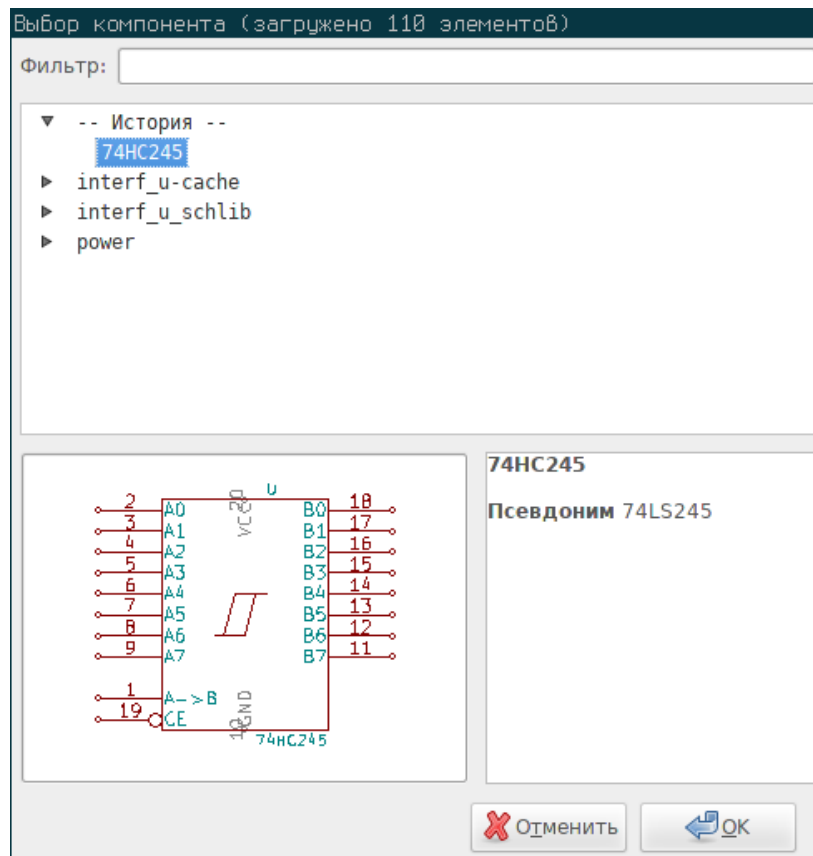 Выбор компонента (загружено 110 элементов)
Фильтр:
-- История --
74HC245
interf_u-cache
interf_u_schlib
power
U
2 A0 VCC 20 B0 18
3 A1 B1 17
4 A2 B2 16
5 A3 B3 15
6 A4 B4 14
7 A5 B5 13
8 A6 B6 12
9 A7 B7 11
1 A->B
19 CE 10 GND
74HC245
74HC245
Псевдоним 74LS245
Отменить
OK